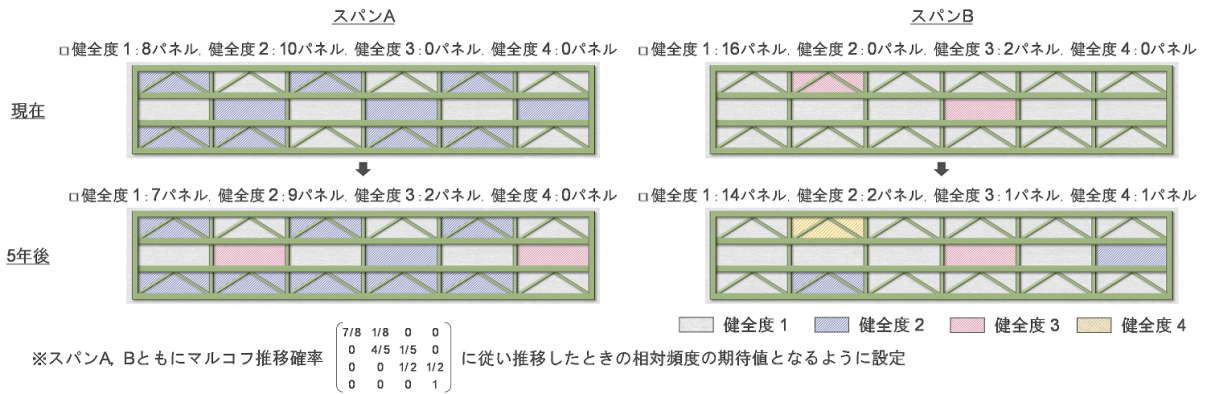 スパンA
スパンB
□健全度1:8パネル, 健全度2:10パネル, 健全度3:0パネル, 健全度4:0パネル
□健全度1:16パネル, 健全度2:0パネル, 健全度3:2パネル, 健全度4:0パネル
現在
□健全度1:7パネル, 健全度2:9パネル, 健全度3:2パネル, 健全度4:0パネル
□健全度1:14パネル, 健全度2:2パネル, 健全度3:1パネル, 健全度4:1パネル
5年後
健全度1 健全度2 健全度3 健全度4
※スパンA, Bともにマルコフ推移確率
7/8 1/8 0 0
0 4/5 1/5 0
0 0 1/2 1/2
0 0 0 1
に従い推移したときの相対頻度の期待値となるように設定